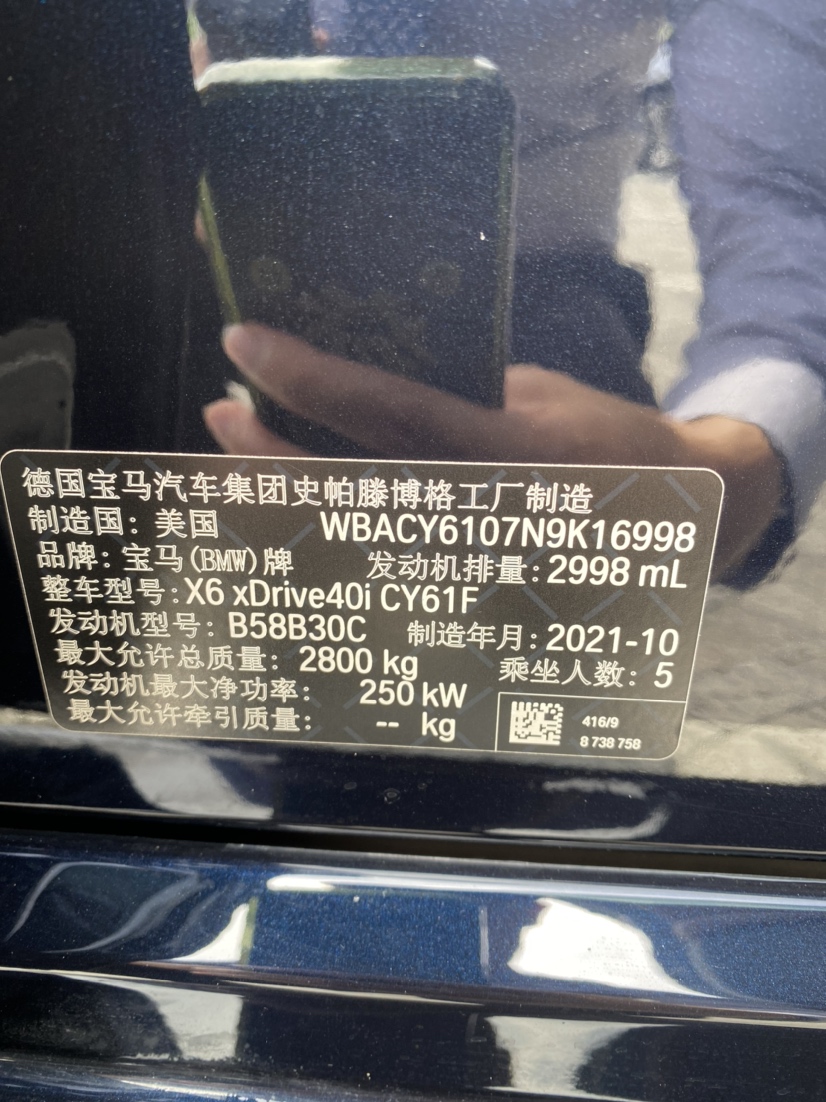 德国宝马汽车集团史帕滕博格工厂制造
制造国: 美国 WBACY6107N9K16998
品牌: 宝马(BMW)牌 发动机排量: 2998 mL
整车型号: X6 xDrive40i CY61F
发动机型号: B58B30C 制造年月: 2021-10
最大允许总质量: 2800 kg 乘坐人数: 5
发动机最大净功率: 250 kW
最大允许牵引质量: -- kg
416/9
8 738 758